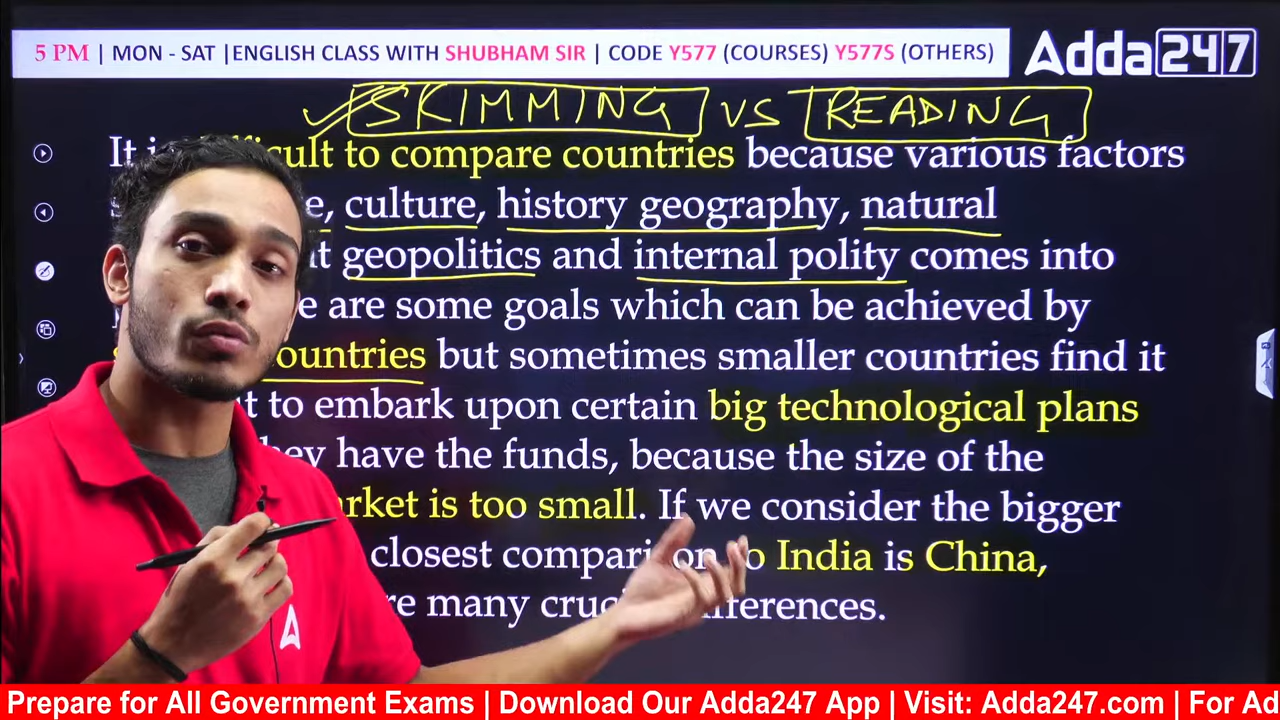 5 PM | MON - SAT |ENGLISH CLASS WITH SHUBHAM SIR | CODE Y577 (COURSES) Y577S (OTHERS)
Adda247
SKIMMING VS READING
It to compare countries because various factors
culture, history geography, natural
geopolitics and internal polity comes into
are some goals which can be achieved by
countries but sometimes smaller countries find it
to embark upon certain big technological plans
they have the funds, because the size of the
market is too small. If we consider the bigger
closest comparison to India is China,
many crucial differences.
Prepare for All Government Exams | Download Our Adda247 App | Visit: Adda247.com | For Ad